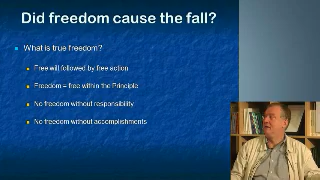 Did freedom cause the fall?
What is true freedom?
Free will followed by free action
Freedom = free within the Principle
No freedom without responsibility
No freedom without accomplishments